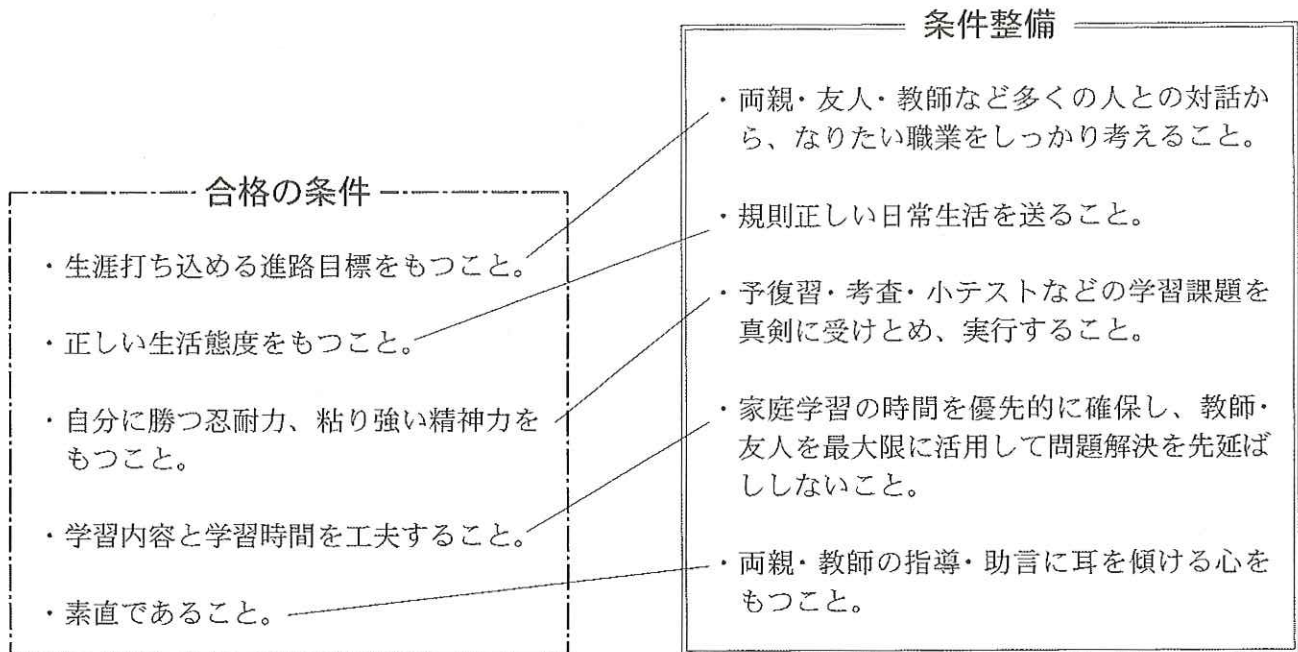 合格の条件
・生涯打ち込める進路目標をもつこと。
・正しい生活態度をもつこと。
・自分に勝つ忍耐力、粘り強い精神力を
もつこと。
・学習内容と学習時間を工夫すること。
・素直であること。
条件整備
・両親・友人・教師など多くの人との対話か
ら、なりたい職業をしっかり考えること。
・規則正しい日常生活を送ること。
・予復習・考査・小テストなどの学習課題を
真剣に受けとめ、実行すること。
・家庭学習の時間を優先的に確保し、教師・
友人を最大限に活用して問題解決を先延ば
ししないこと。
・両親・教師の指導・助言に耳を傾ける心を
もつこと。